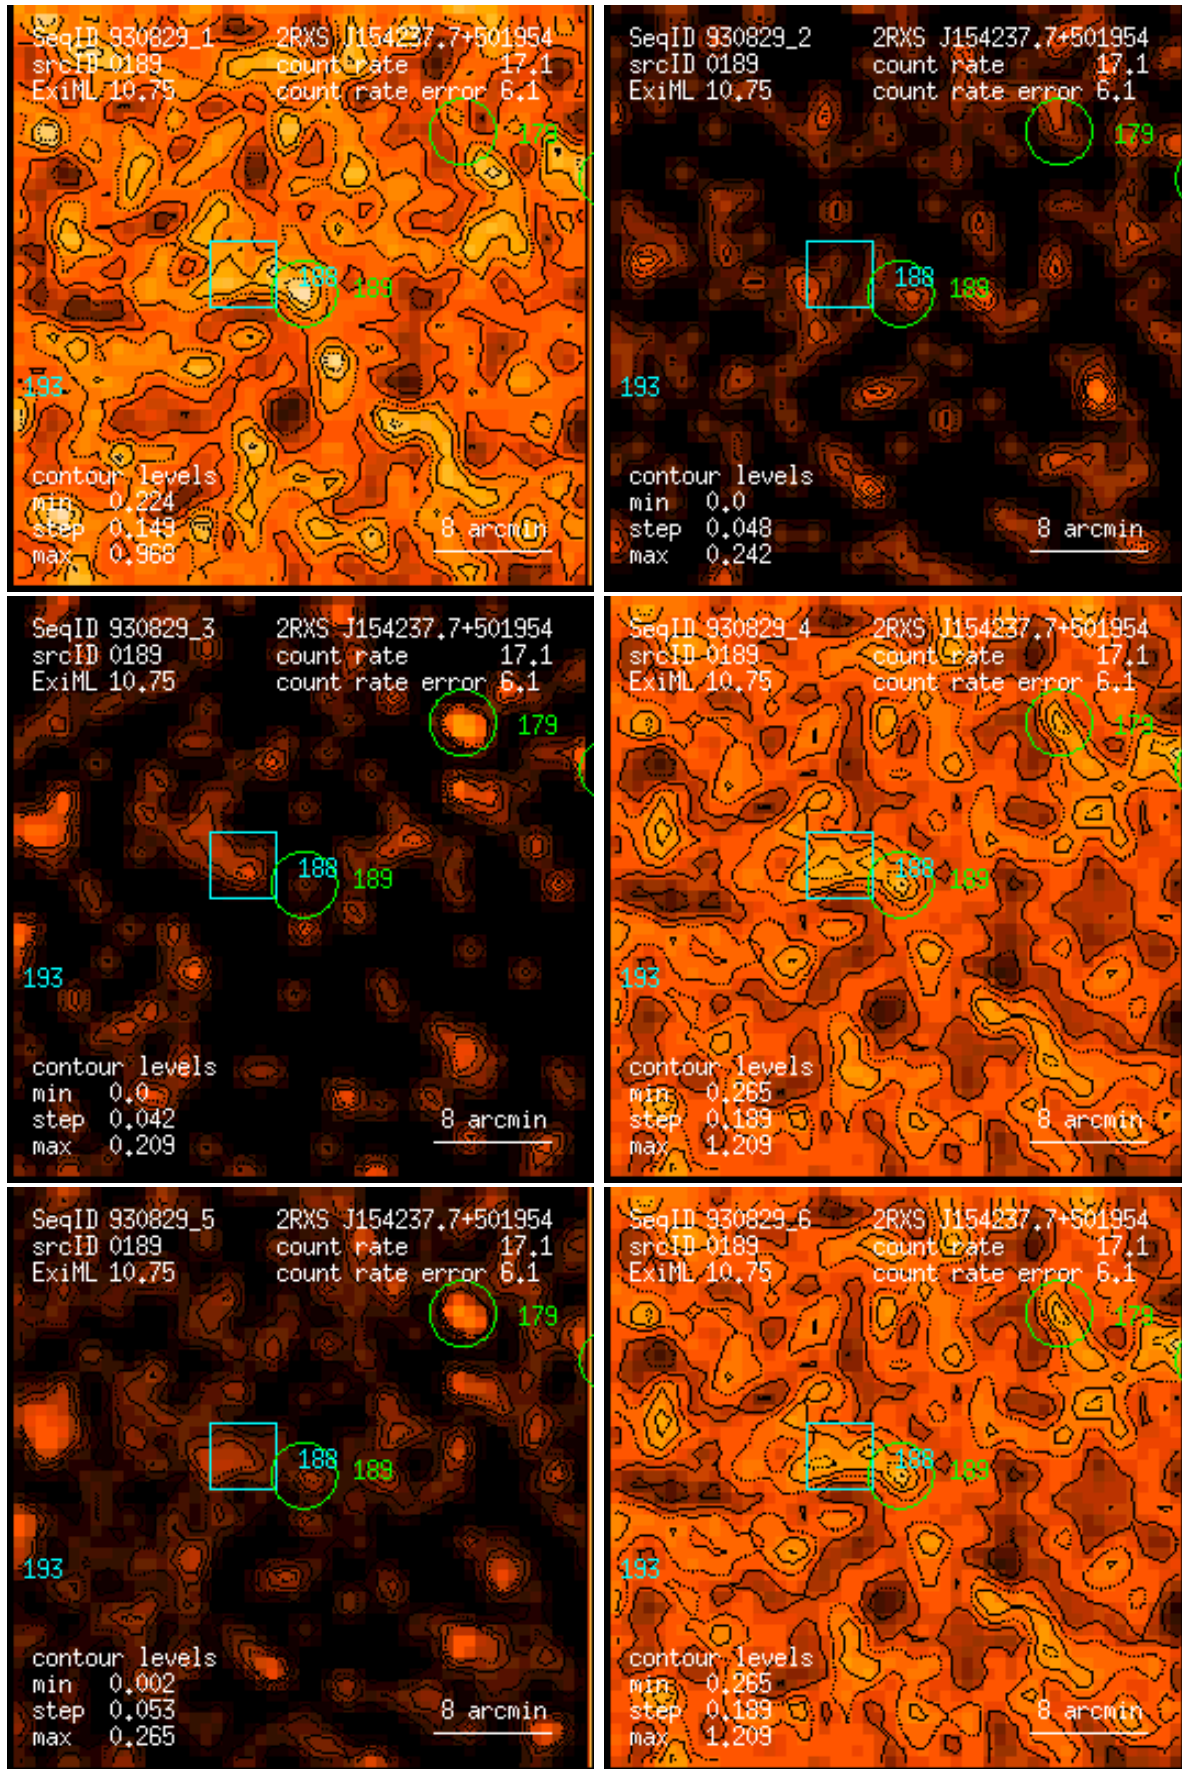 SeqID 930829_1 2RXS J154237.7+501954
srcID 0189 count rate 17.1
ExiML 10.75 count rate error 6.1
179
188
189
193
contour levels
min 0.224
step 0.149
max 0.968
8 arcmin
SeqID 930829_2 2RXS J154237.7+501954
srcID 0189 count rate 17.1
ExiML 10.75 count rate error 6.1
179
188
189
193
contour levels
min 0.0
step 0.048
max 0.242
8 arcmin
SeqID 930829_3 2RXS J154237.7+501954
srcID 0189 count rate 17.1
ExiML 10.75 count rate error 6.1
179
188
189
193
contour levels
min 0.0
step 0.042
max 0.209
8 arcmin
SeqID 930829_4 2RXS J154237.7+501954
srcID 0189 count rate 17.1
ExiML 10.75 count rate error 6.1
179
188
189
193
contour levels
min 0.265
step 0.189
max 1.209
8 arcmin
SeqID 930829_5 2RXS J154237.7+501954
srcID 0189 count rate 17.1
ExiML 10.75 count rate error 6.1
179
188
189
193
contour levels
min 0.002
step 0.053
max 0.265
8 arcmin
SeqID 930829_6 2RXS J154237.7+501954
srcID 0189 count rate 17.1
ExiML 10.75 count rate error 6.1
179
188
189
193
contour levels
min 0.265
step 0.189
max 1.209
8 arcmin